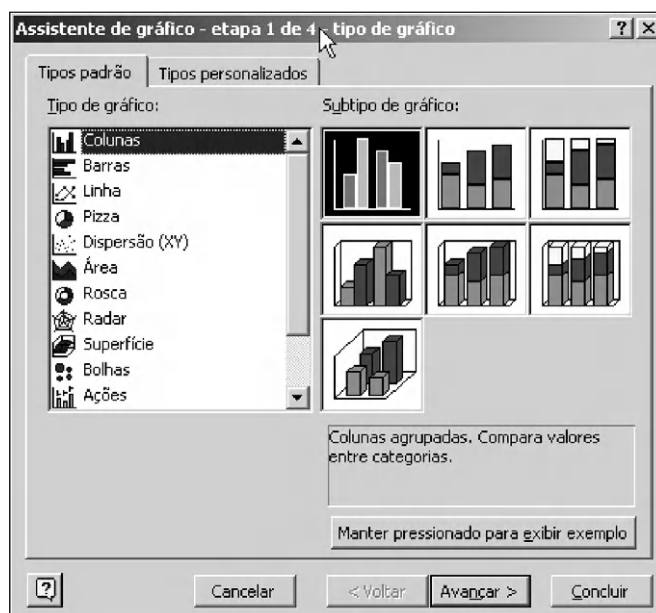 Assistente de gráfico - etapa 1 de 4 - tipo de gráfico
Tipos padrão
Tipos personalizados
Tipo de gráfico:
Colunas
Barras
Linha
Pizza
Dispersão (XY)
Área
Rosca
Radar
Superfície
Bolhas
Ações
Subtipo de gráfico:
Colunas agrupadas. Compara valores
entre categorias.
Manter pressionado para exibir exemplo
Cancelar
< Voltar
Avançar >
Concluir